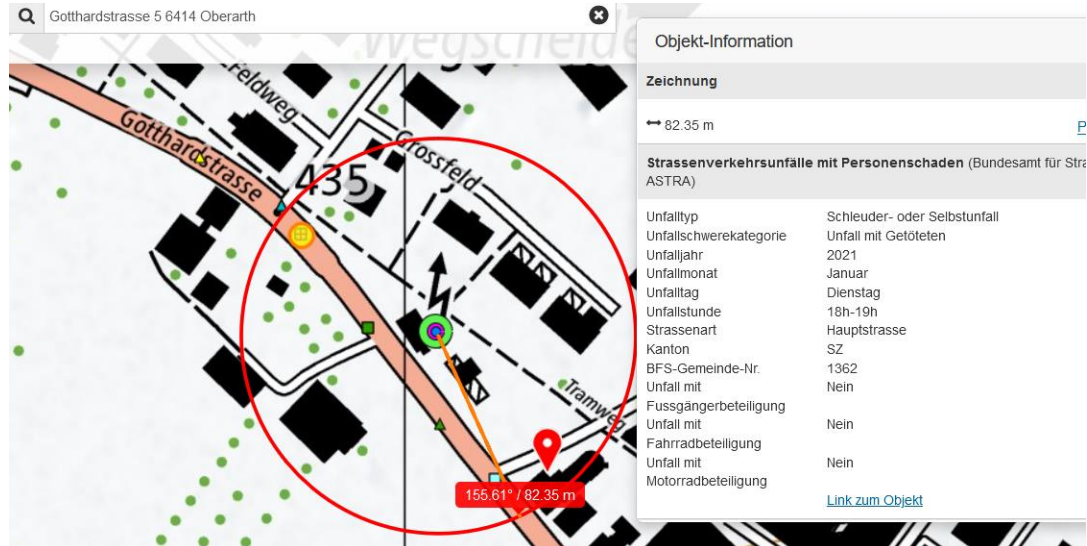 Gotthardstrasse 5 6414 Oberarth
Wegscheide
Feldweg
Gotthardstrasse
Grossfeld
435
Tramweg
155.61° / 82.35 m
Objekt-Information
Zeichnung
82.35 m
P
Strassenverkehrsunfälle mit Personenschaden (Bundesamt für Stra
ASTRA)
Unfalltyp Schleuder- oder Selbstunfall
Unfallschwerekategorie Unfall mit Getöteten
Unfalljahr 2021
Unfallmonat Januar
Unfalltag Dienstag
Unfallstunde 18h-19h
Strassenart Hauptstrasse
Kanton SZ
BFS-Gemeinde-Nr. 1362
Unfall mit Nein
Fussgängerbeteiligung
Unfall mit Nein
Fahrradbeteiligung
Unfall mit Nein
Motorradbeteiligung
Link zum Objekt